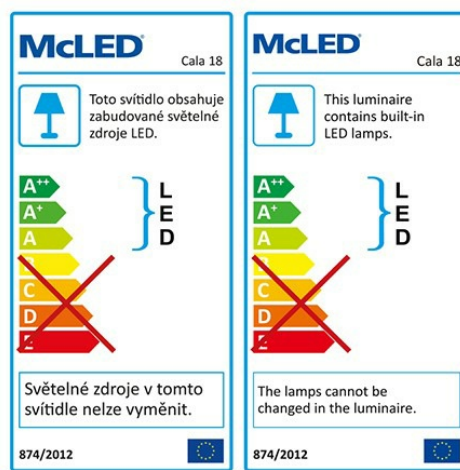 McLED
Cala 18
Toto svítidlo obsahuje
zabudované světelné
zdroje LED.
A++
A+
A
B
C
D
E
L
E
D
Světelné zdroje v tomto
svítidle nelze vyměnit.
874/2012
McLED
Cala 18
This luminaire
contains built-in
LED lamps.
A++
A+
A
B
C
D
E
L
E
D
The lamps cannot be
changed in the luminaire.
874/2012